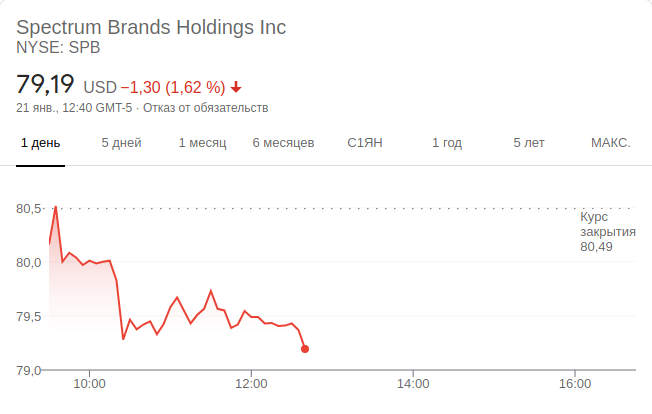 Spectrum Brands Holdings Inc
NYSE: SPB
79,19 USD −1,30 (1,62 %)
21 янв., 12:40 GMT-5 · Отказ от обязательств
1 день 5 дней 1 месяц 6 месяцев С1ЯН 1 год 5 лет МАКС.
80,5
Курс
закрытия
80,49
80,0
79,5
79,0
10:00 12:00 14:00 16:00